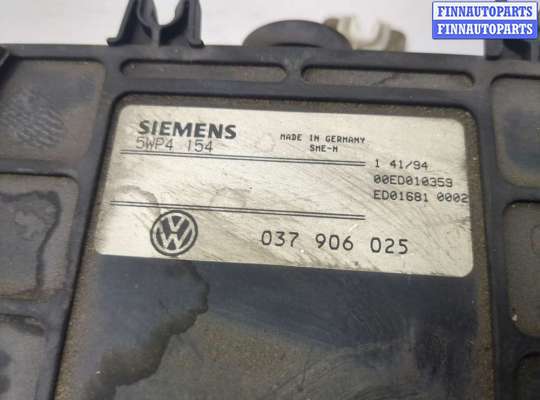 FINNAUTOPARTS
FINNAUTOPARTS
SIEMENS
5WP4 154
MADE IN GERMANY
SME-M
1 41/94
00ED010359
ED01681 0002
VW
037 906 025